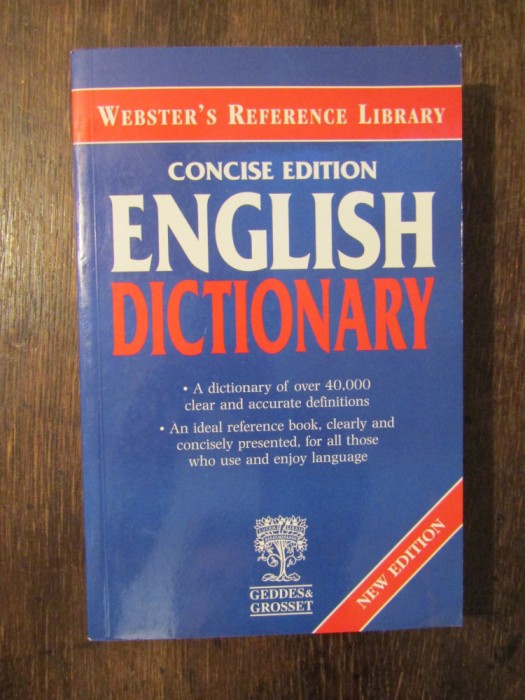 WEBSTER'S REFERENCE LIBRARY
CONCISE EDITION
ENGLISH
DICTIONARY
• A dictionary of over 40,000
clear and accurate definitions
• An ideal reference book, clearly and
concisely presented, for all those
who use and enjoy language
NEW EDITION
GEDDES&
GROSSET